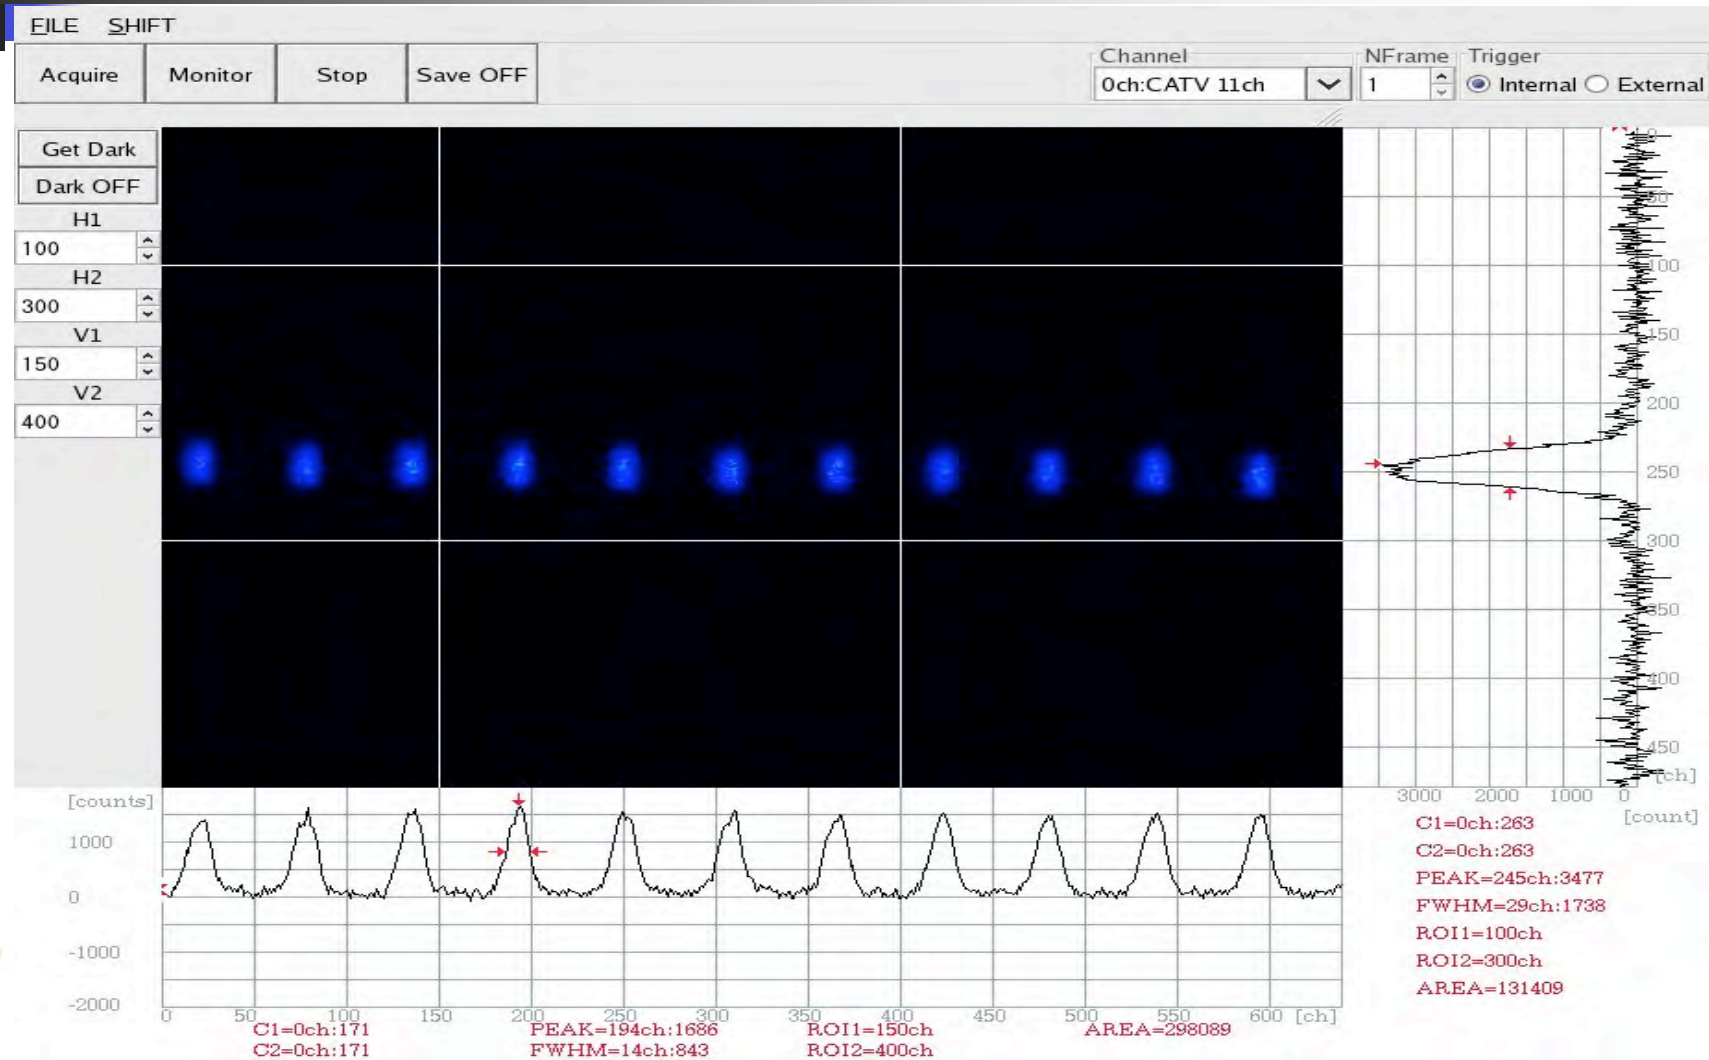 FILE SHIFT
Acquire Monitor Stop Save OFF
Channel NFrame Trigger
0ch:CATV 11ch 1 Internal External
Get Dark
Dark OFF
H1
100
H2
300
V1
150
V2
400
0
50
100
150
200
250
300
350
400
450
[ch]
3000 2000 1000 0
[count]
[counts]
1000
0
-1000
-2000
0 50 100 150 200 250 300 350 400 450 500 550 600 [ch]
C1=0ch:171 PEAK=194ch:1686 ROI1=150ch AREA=298089
C2=0ch:171 FWHM=14ch:843 ROI2=400ch
C1=0ch:263
C2=0ch:263
PEAK=245ch:3477
FWHM=29ch:1738
ROI1=100ch
ROI2=300ch
AREA=131409